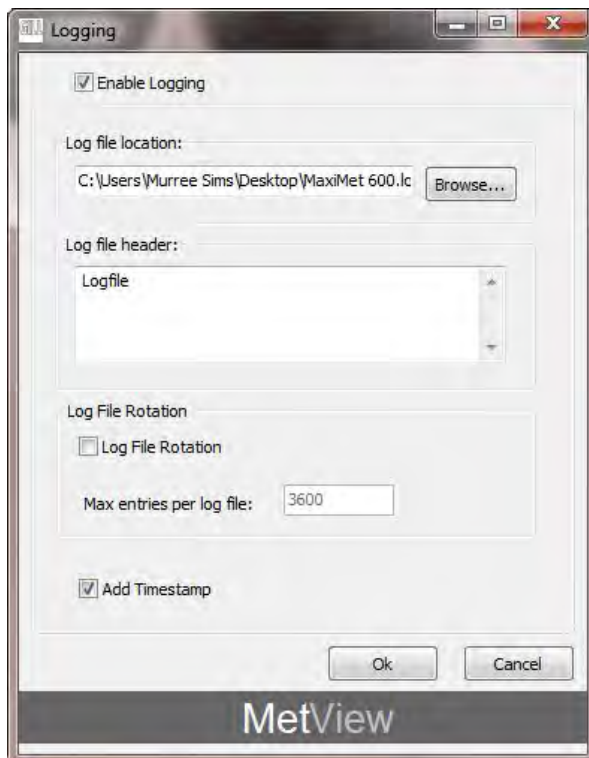 Logging
Enable Logging
Log file location:
C:\Users\Murree Sims\Desktop\MaxiMet 600.lc
Browse...
Log file header:
Logfile
Log File Rotation
Log File Rotation
Max entries per log file:
3600
Add Timestamp
Ok
Cancel
MetView